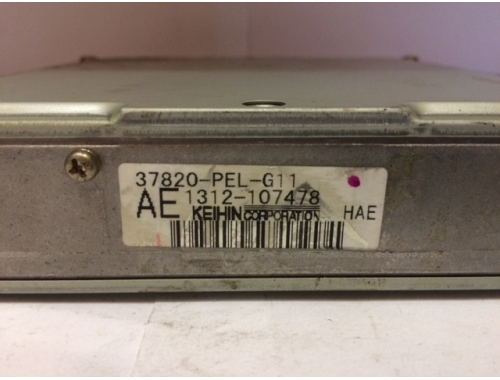 37820-PEL-G11
AE 1312-107478
KEIHIN CORPORATION HAE